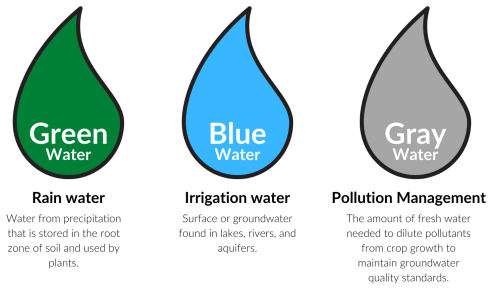 Green
Water
Blue
Water
Gray
Water
Rain water
Water from precipitation
that is stored in the root
zone of soil and used by
plants.
Irrigation water
Surface or groundwater
found in lakes, rivers, and
aquifers.
Pollution Management
The amount of fresh water
needed to dilute pollutants
from crop growth to
maintain groundwater
quality standards.